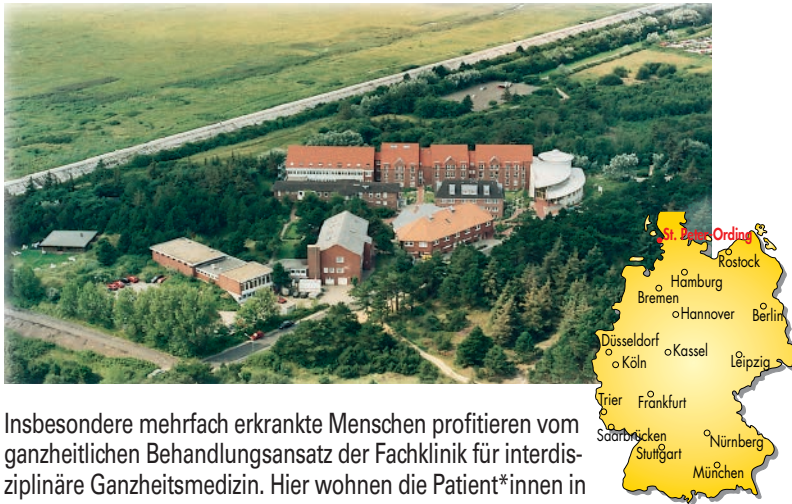 St. Peter-Ording
Rostock
Hamburg
Bremen
Hannover
Berlin
Düsseldorf
Kassel
Leipzig
Köln
Trier
Frankfurt
Saarbrücken
Nürnberg
Stuttgart
München
Insbesondere mehrfach erkrankte Menschen profitieren vom
ganzheitlichen Behandlungsansatz der Fachklinik für interdis-
ziplinäre Ganzheitsmedizin. Hier wohnen die Patient*innen in